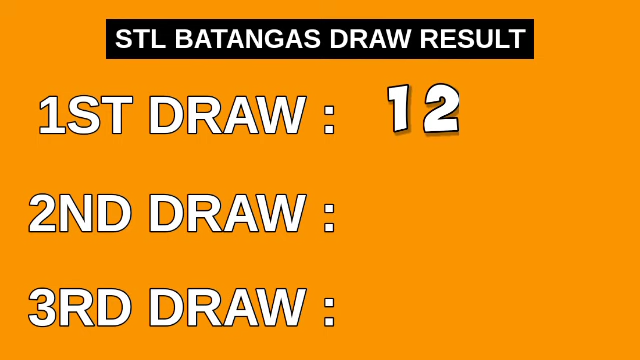 STL BATANGAS DRAW RESULT
1ST DRAW : 12
2ND DRAW :
3RD DRAW :